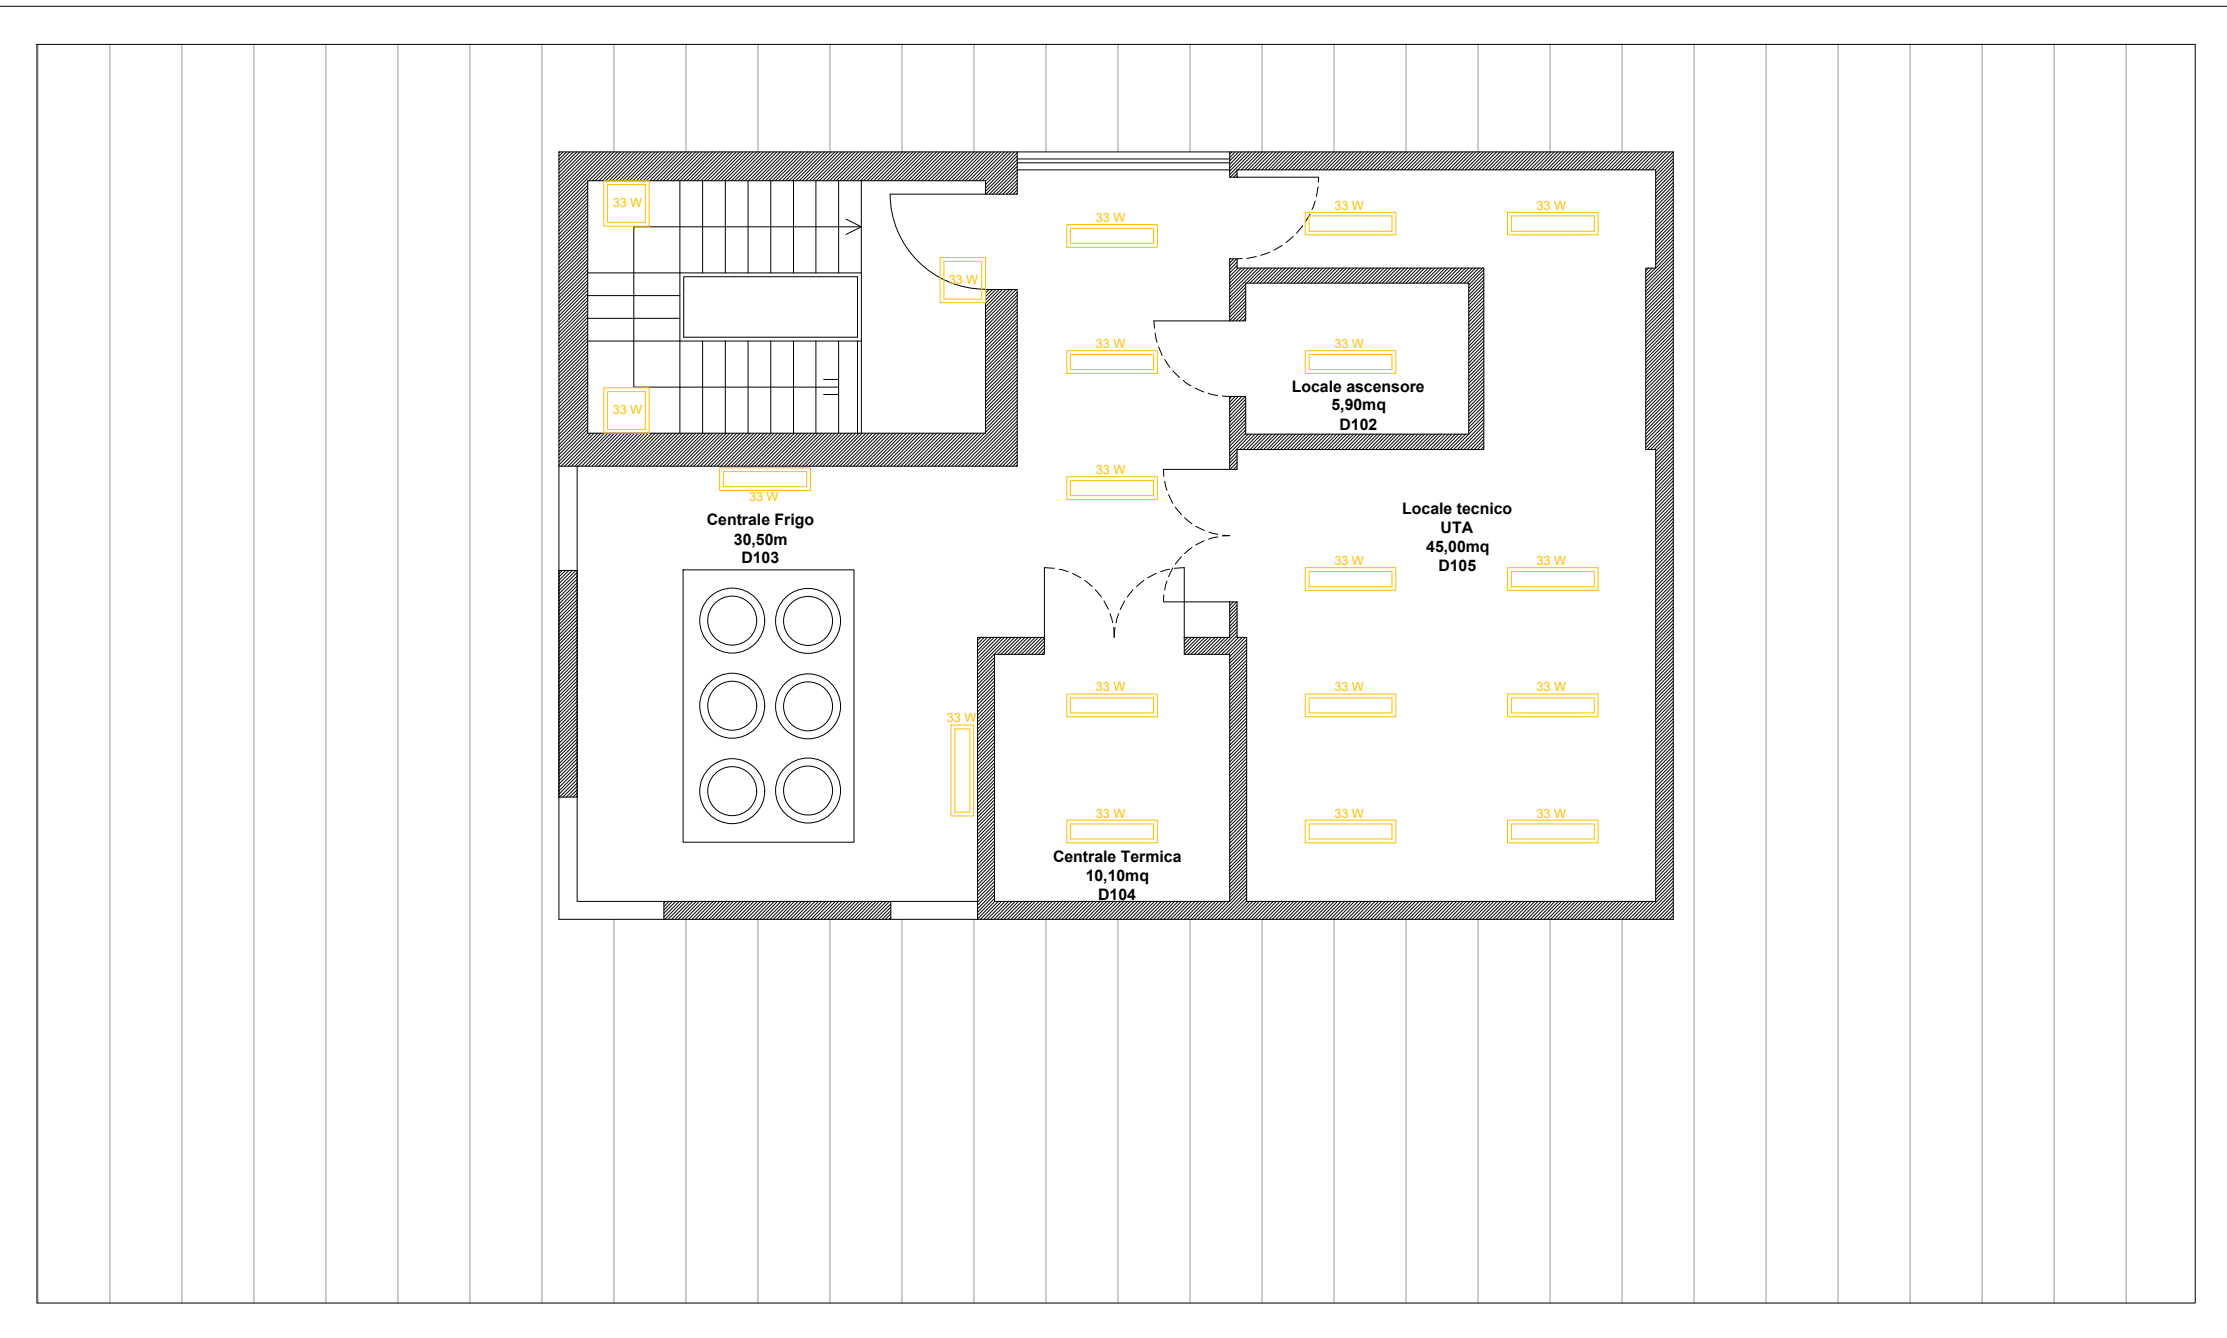 33 W
33 W
33 W
33 W
33 W
33 W
33 W
33 W
Locale ascensore
5,90mq
D102
33 W
33 W
33 W
Centrale Frigo
30,50m
D103
Locale tecnico
UTA
45,00mq
D105
33 W
33 W
33 W
33 W
33 W
33 W
33 W
33 W
33 W
Centrale Termica
10,10mq
D104